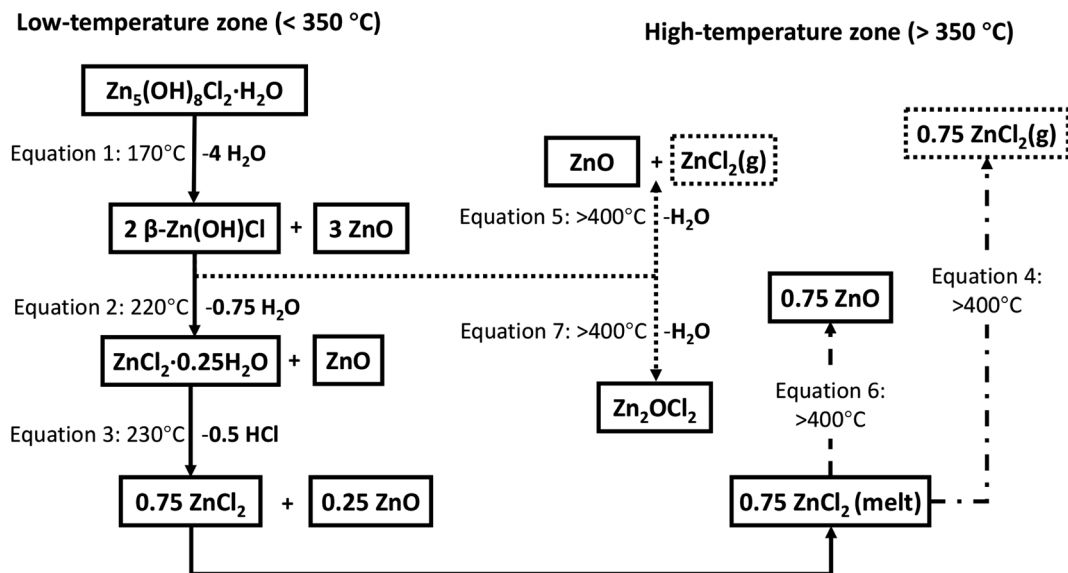 Low-temperature zone (< 350 °C)
High-temperature zone (> 350 °C)
Zn₅(OH)₈Cl₂·H₂O
Equation 1: 170°C -4 H₂O
2 β-Zn(OH)Cl + 3 ZnO
Equation 2: 220°C -0.75 H₂O
ZnCl₂·0.25H₂O + ZnO
Equation 3: 230°C -0.5 HCl
0.75 ZnCl₂ + 0.25 ZnO
ZnO + ZnCl₂(g)
Equation 5: >400°C -H₂O
Equation 7: >400°C -H₂O
Zn₂OCl₂
0.75 ZnO
Equation 6:
>400°C
0.75 ZnCl₂ (melt)
0.75 ZnCl₂(g)
Equation 4:
>400°C